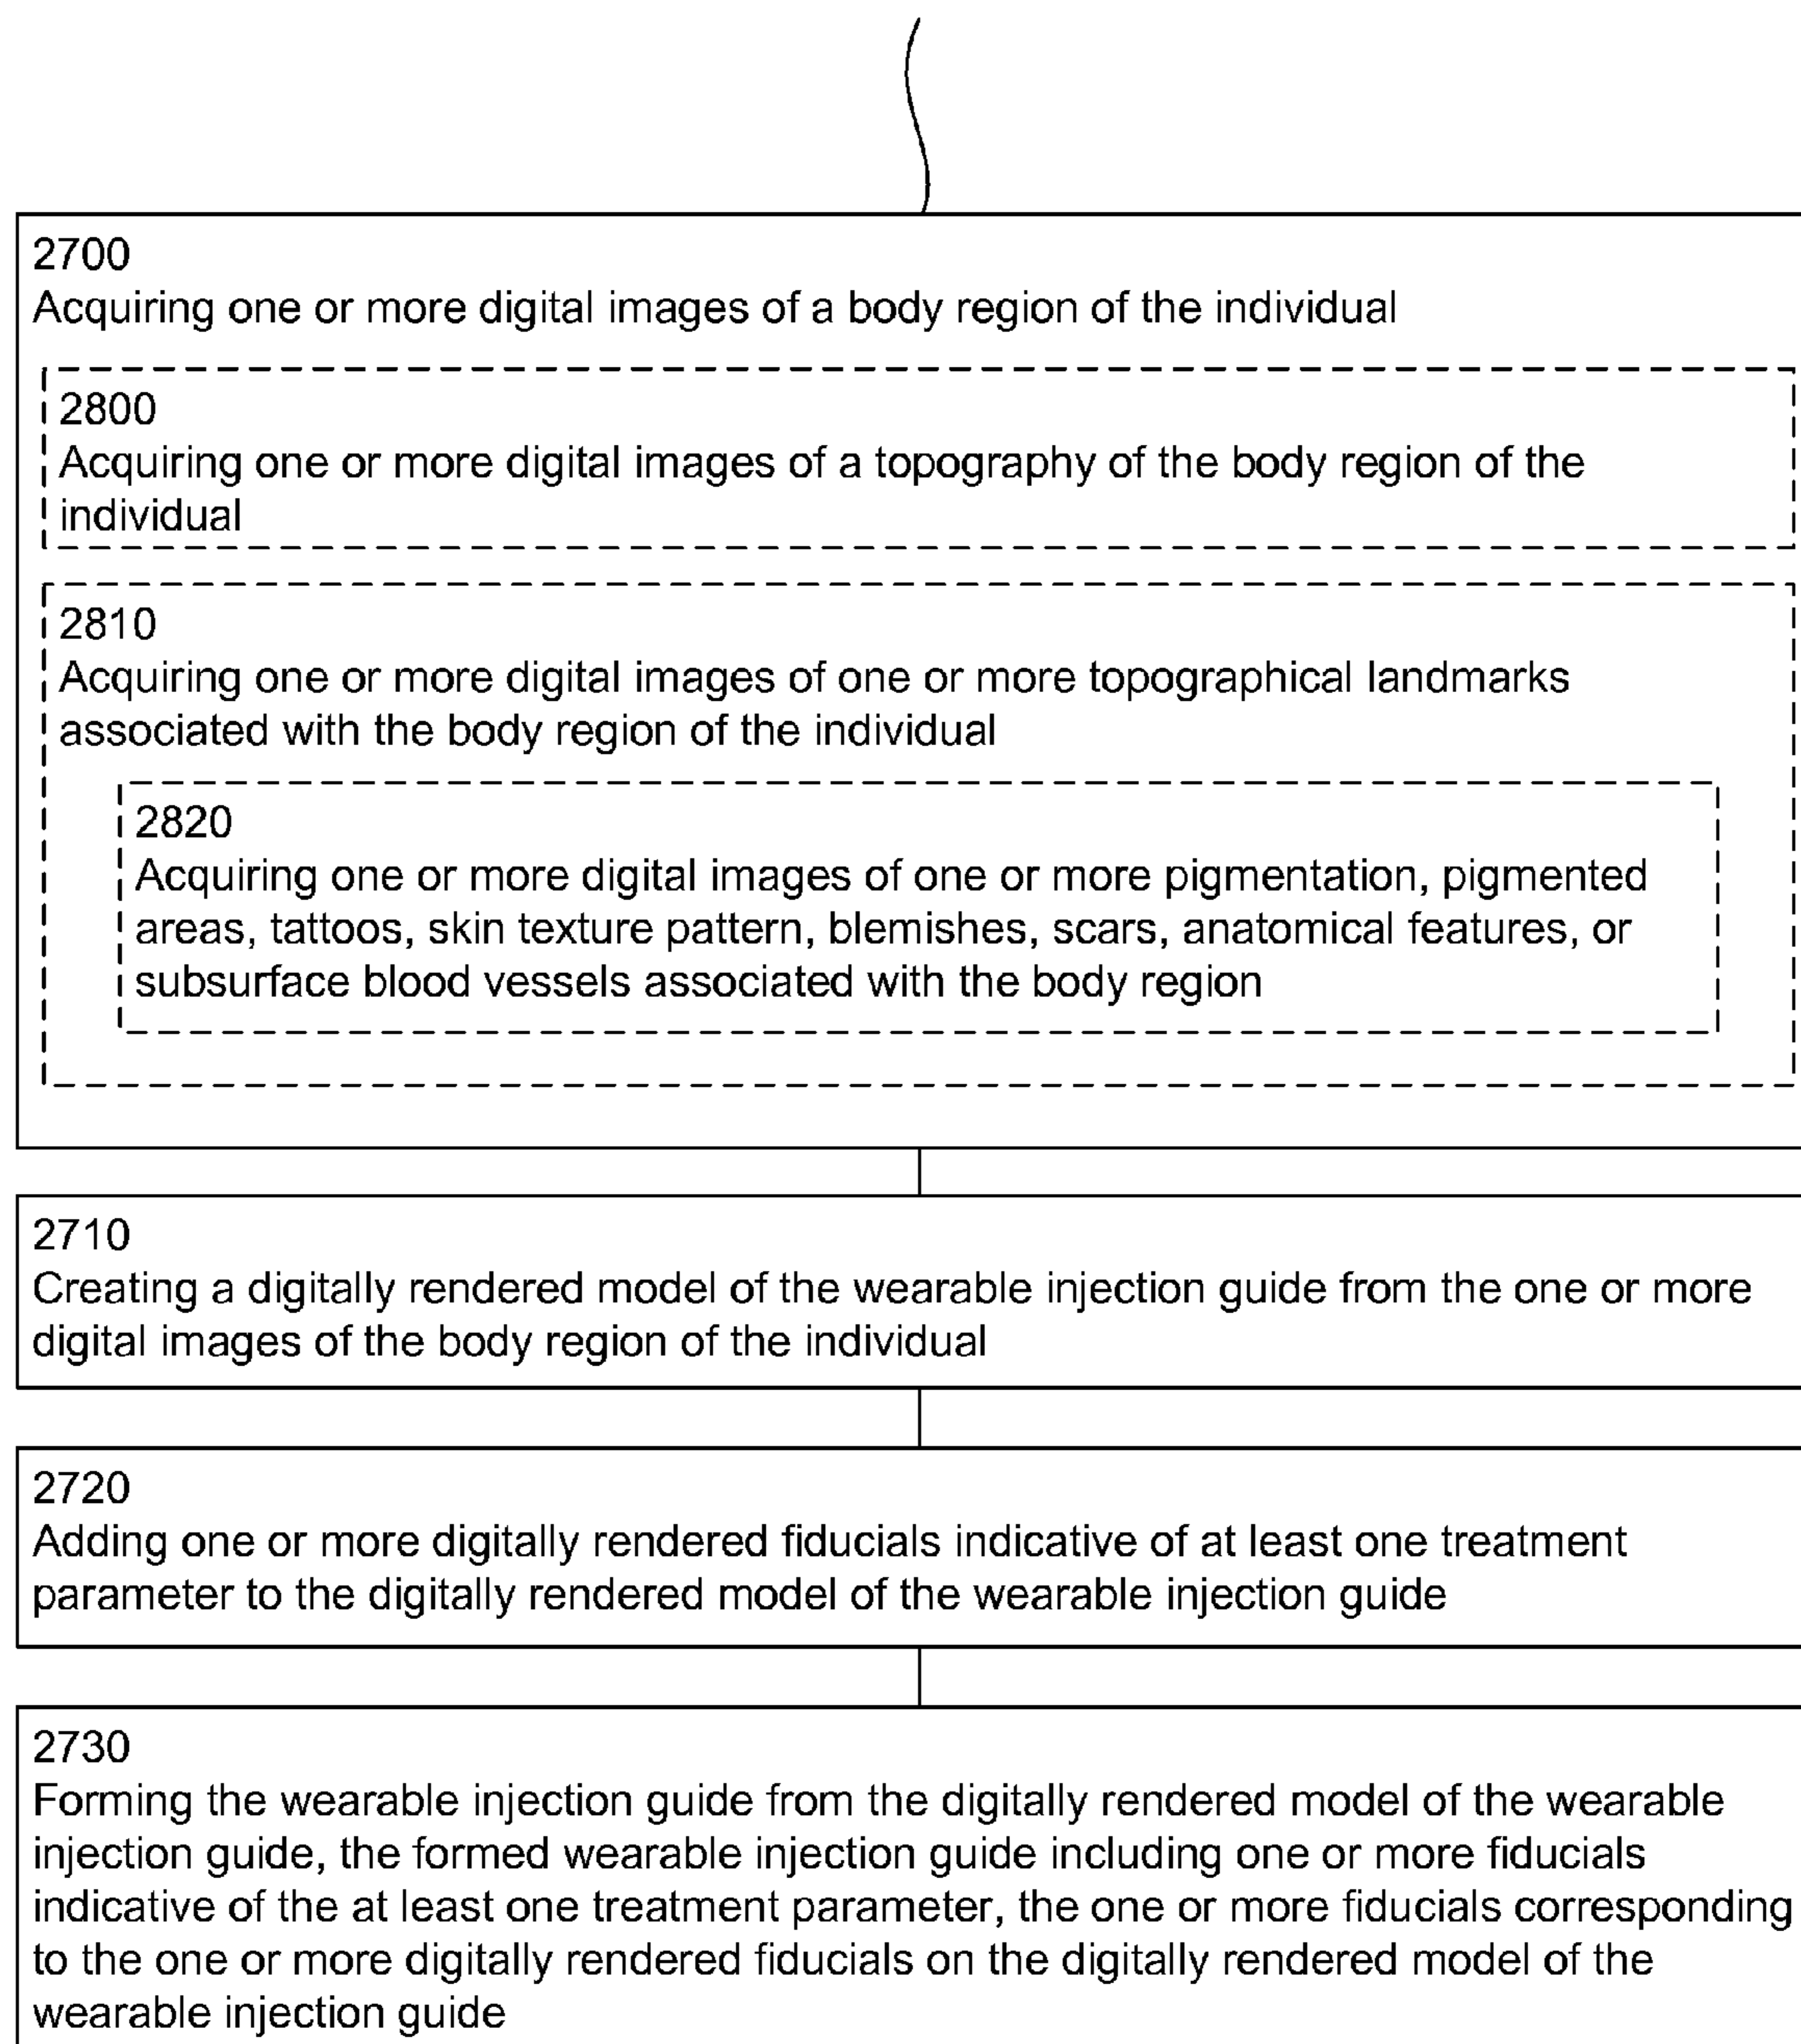 2700
Acquiring one or more digital images of a body region of the individual
2800
Acquiring one or more digital images of a topography of the body region of the
individual
2810
Acquiring one or more digital images of one or more topographical landmarks
associated with the body region of the individual
2820
Acquiring one or more digital images of one or more pigmentation, pigmented
areas, tattoos, skin texture pattern, blemishes, scars, anatomical features, or
subsurface blood vessels associated with the body region
2710
Creating a digitally rendered model of the wearable injection guide from the one or more
digital images of the body region of the individual
2720
Adding one or more digitally rendered fiducials indicative of at least one treatment
parameter to the digitally rendered model of the wearable injection guide
2730
Forming the wearable injection guide from the digitally rendered model of the wearable
injection guide, the formed wearable injection guide including one or more fiducials
indicative of the at least one treatment parameter, the one or more fiducials corresponding
to the one or more digitally rendered fiducials on the digitally rendered model of the
wearable injection guide